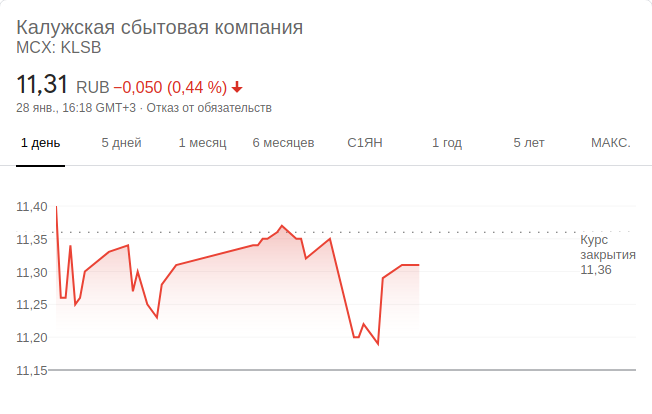 Калужская сбытовая компания
MCX: KLSB
11,31 RUB −0,050 (0,44 %)
28 янв., 16:18 GMT+3 · Отказ от обязательств
1 день 5 дней 1 месяц 6 месяцев С1ЯН 1 год 5 лет МАКС.
11,40
11,35
11,30
11,25
11,20
11,15
Курс
закрытия
11,36